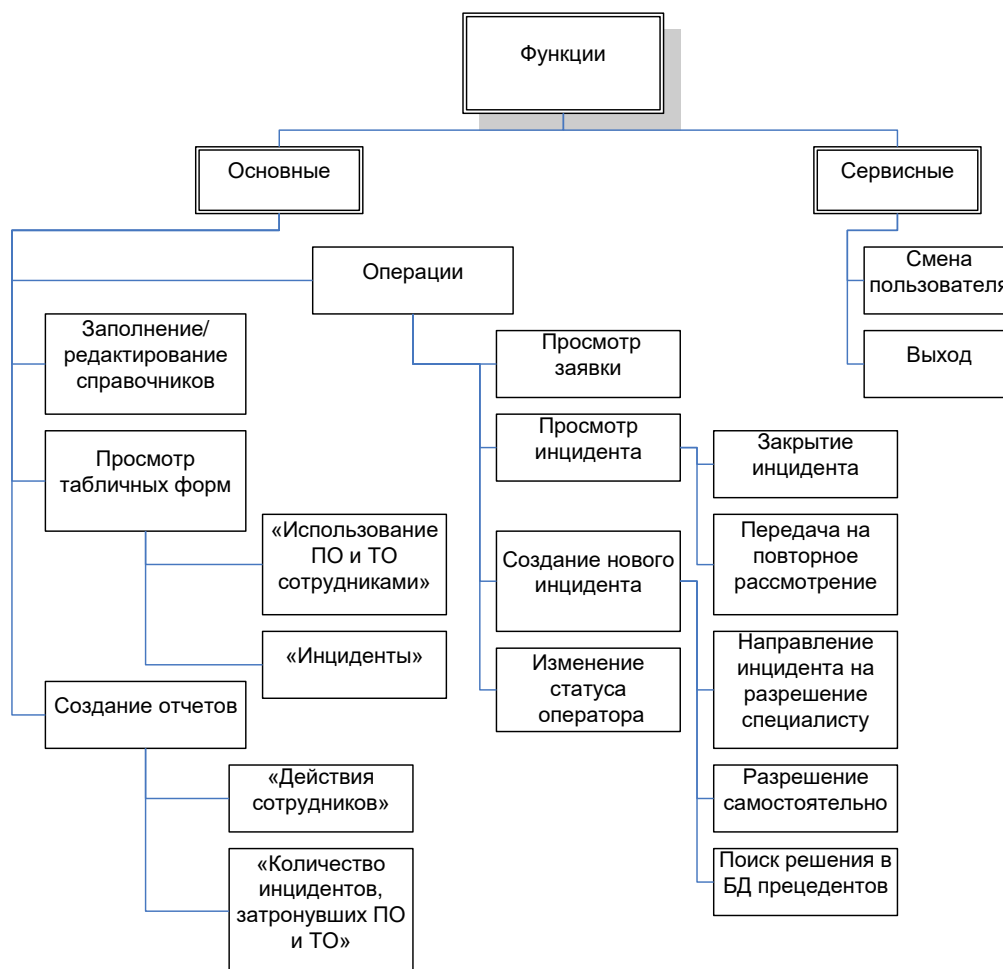 Функции
Основные
Сервисные
Операции
Смена
пользователя
Заполнение/
редактирование
справочников
Просмотр
заявки
Выход
Просмотр
табличных форм
Просмотр
инцидента
Закрытие
инцидента
«Использование
ПО и ТО
сотрудниками»
Создание нового
инцидента
Передача на
повторное
рассмотрение
«Инциденты»
Изменение
статуса
оператора
Направление
инцидента на
разрешение
специалисту
Создание отчетов
«Действия
сотрудников»
Разрешение
самостоятельно
«Количество
инцидентов,
затронувших ПО
и ТО»
Поиск решения в
БД прецедентов